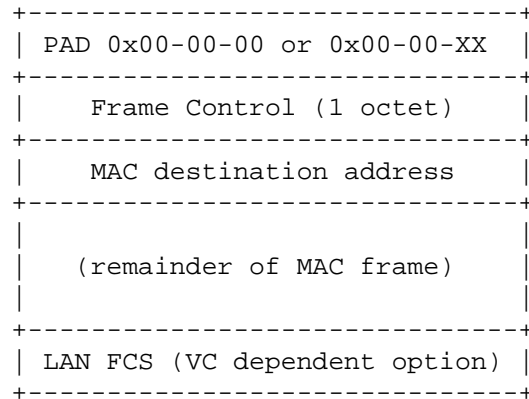 PAD 0x00-00-00 or 0x00-00-XX
Frame Control (1 octet)
MAC destination address
(remainder of MAC frame)
LAN FCS (VC dependent option)